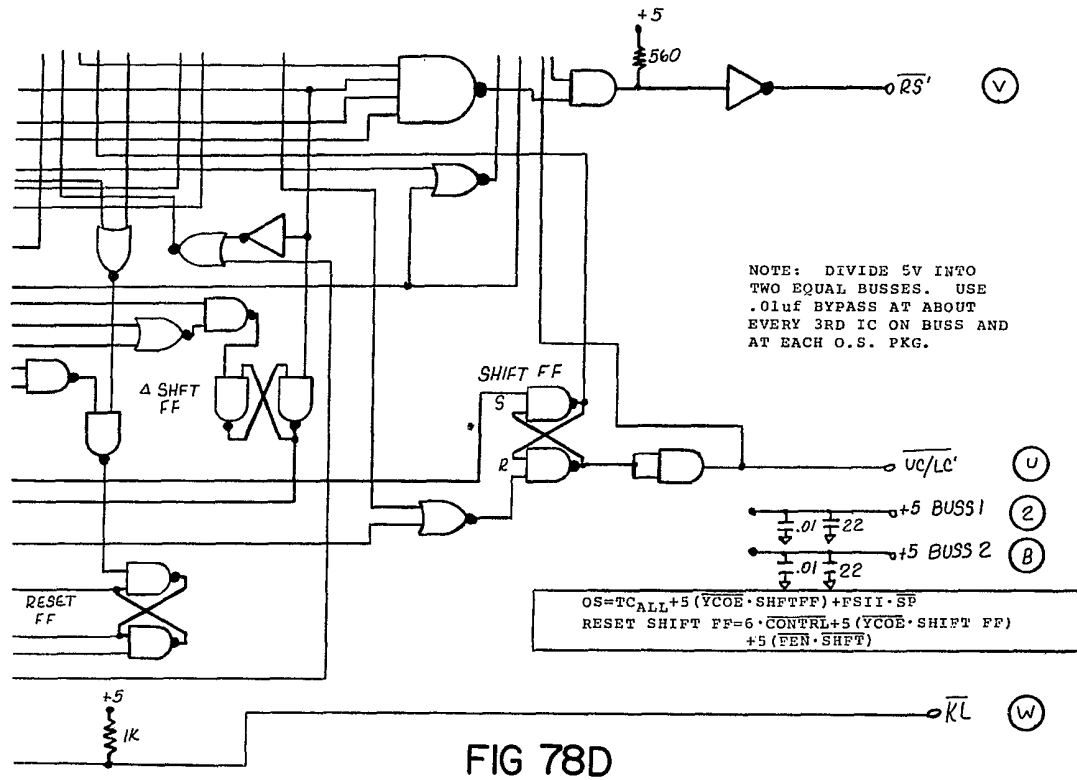 +5
560
RS' V
NOTE: DIVIDE 5V INTO
TWO EQUAL BUSSES. USE
.01uf BYPASS AT ABOUT
EVERY 3RD IC ON BUSS AND
AT EACH O.S. PKG.
Δ SHFT
FF
SHIFT FF
S
R
UC/LC' U
+5 BUSS 1 2
.01 22
+5 BUSS 2 B
.01 22
RESET
FF
OS=TCALL+5(YCOE·SHFTFF)+FSII·SP
RESET SHIFT FF=6·CONTRL+5(YCOE·SHIFT FF)
+5(FEN·SHFT)
+5
1K
KL W
FIG 78D